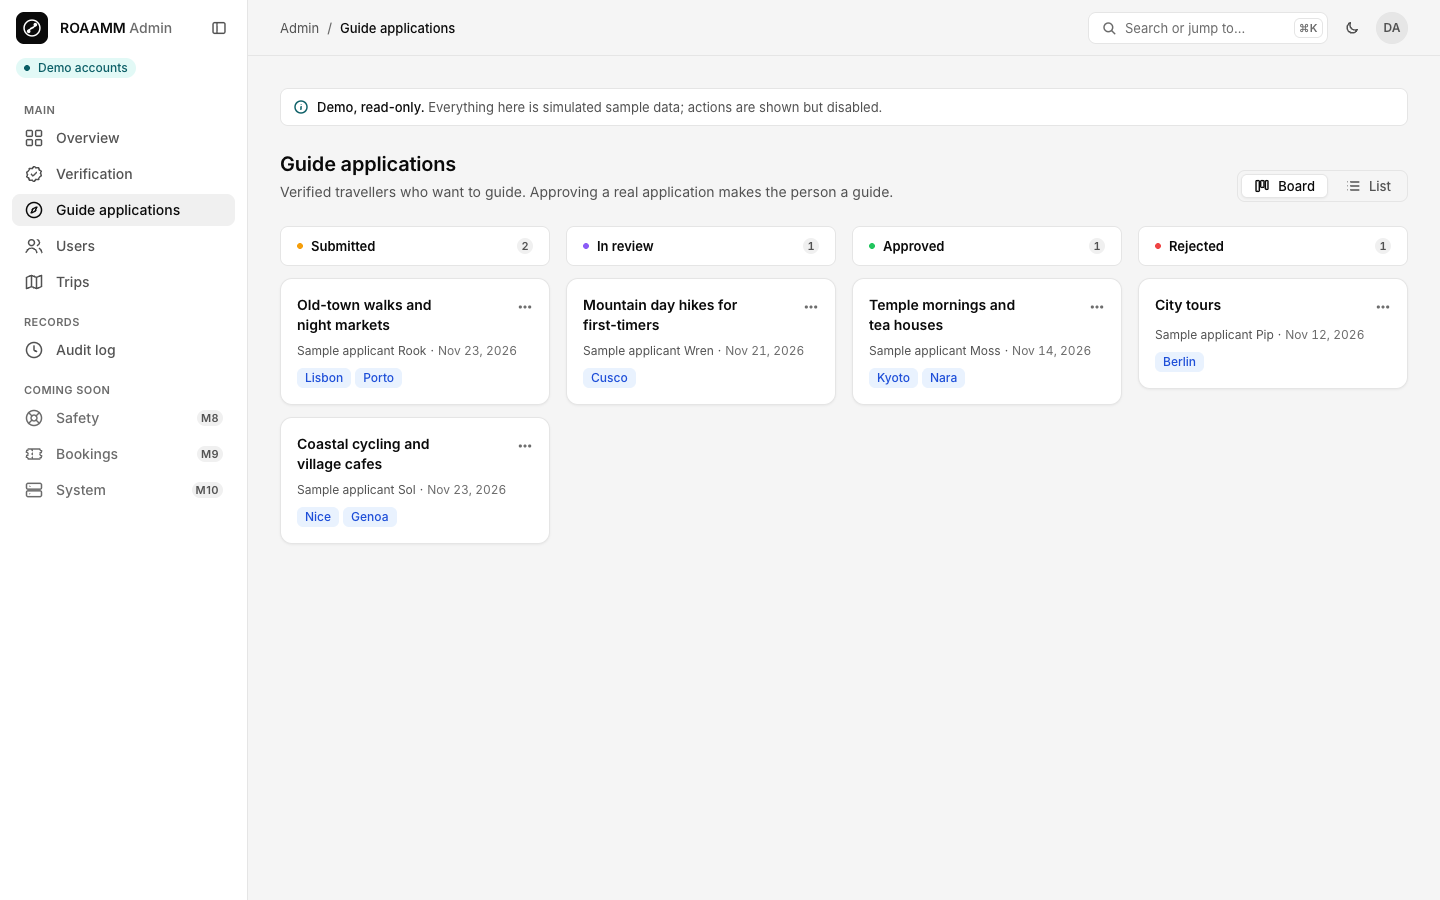 ROAAMM Admin
Demo accounts
MAIN
Overview
Verification
Guide applications
Users
Trips
RECORDS
Audit log
COMING SOON
Safety M8
Bookings M9
System M10
Admin / Guide applications
Search or jump to... ⌘K
DA
Demo, read-only. Everything here is simulated sample data; actions are shown but disabled.
Guide applications
Verified travellers who want to guide. Approving a real application makes the person a guide.
Board List
Submitted 2
Old-town walks and
night markets
Sample applicant Rook · Nov 23, 2026
Lisbon Porto
Coastal cycling and
village cafes
Sample applicant Sol · Nov 23, 2026
Nice Genoa
In review 1
Mountain day hikes for
first-timers
Sample applicant Wren · Nov 21, 2026
Cusco
Approved 1
Temple mornings and
tea houses
Sample applicant Moss · Nov 14, 2026
Kyoto Nara
Rejected 1
City tours
Sample applicant Pip · Nov 12, 2026
Berlin